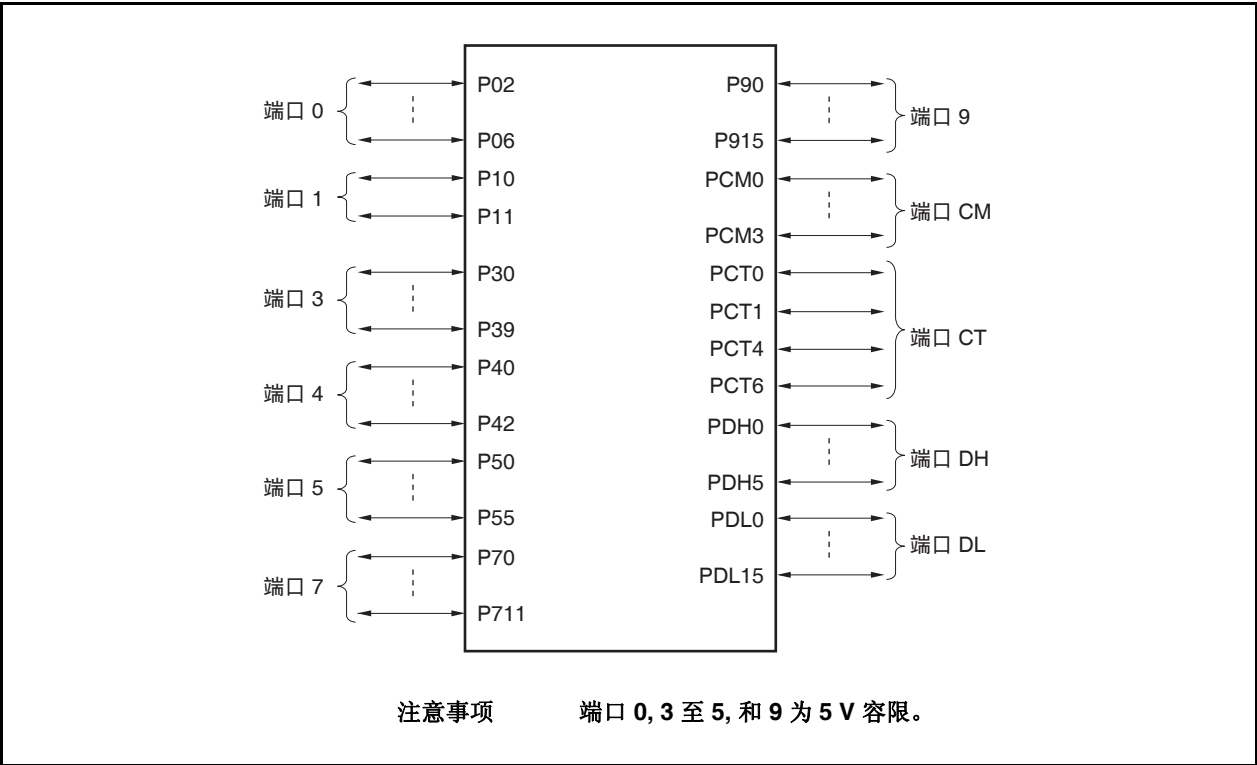 端口 0
P02
P06
端口 1
P10
P11
端口 3
P30
P39
端口 4
P40
P42
端口 5
P50
P55
端口 7
P70
P711
P90
P915
端口 9
PCM0
PCM3
端口 CM
PCT0
PCT1
PCT4
PCT6
端口 CT
PDH0
PDH5
端口 DH
PDL0
PDL15
端口 DL
注意事项 端口 0, 3 至 5, 和 9 为 5 V 容限。